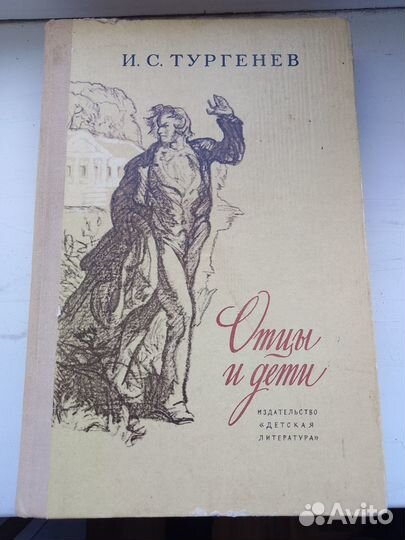 И. С. ТУРГЕНЕВ
Отцы
и дети
ИЗДАТЕЛЬСТВО
«ДЕТСКАЯ
ЛИТЕРАТУРА»
Avito